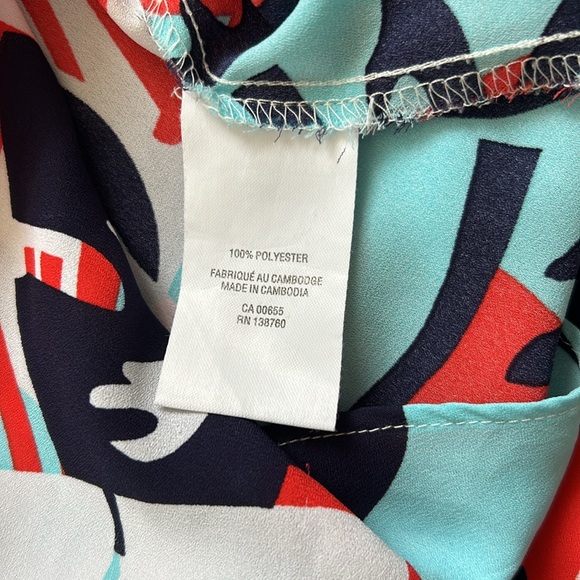 100% POLYESTER
FABRIQUÉ AU CAMBODGE
MADE IN CAMBODIA
CA 00655
RN 138760